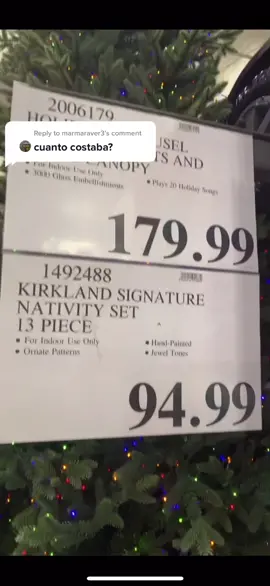 2006179
Reply to marmaraver3's comment
cuanto costaba?
TS AND
CANOPY
For Indoor Use Only
3000 Glass Embellishments
Plays 20 Holiday Songs
179.99
1492488
KIRKLAND SIGNATURE
NATIVITY SET
13 PIECE
• For Indoor Use Only
• Hand-Painted
• Ornate Patterns
• Jewel Tones
94.99